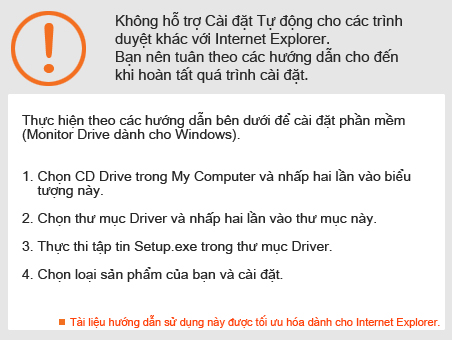 Không hỗ trợ Cài đặt Tự động cho các trình
duyệt khác với Internet Explorer.
Bạn nên tuân theo các hướng dẫn cho đến
khi hoàn tất quá trình cài đặt.
Thực hiện theo các hướng dẫn bên dưới để cài đặt phần mềm
(Monitor Drive dành cho Windows).
1. Chọn CD Drive trong My Computer và nhấp hai lần vào biểu
tượng này.
2. Chọn thư mục Driver và nhấp hai lần vào thư mục này.
3. Thực thi tập tin Setup.exe trong thư mục Driver.
4. Chọn loại sản phẩm của bạn và cài đặt.
Tài liệu hướng dẫn sử dụng này được tối ưu hóa dành cho Internet Explorer.